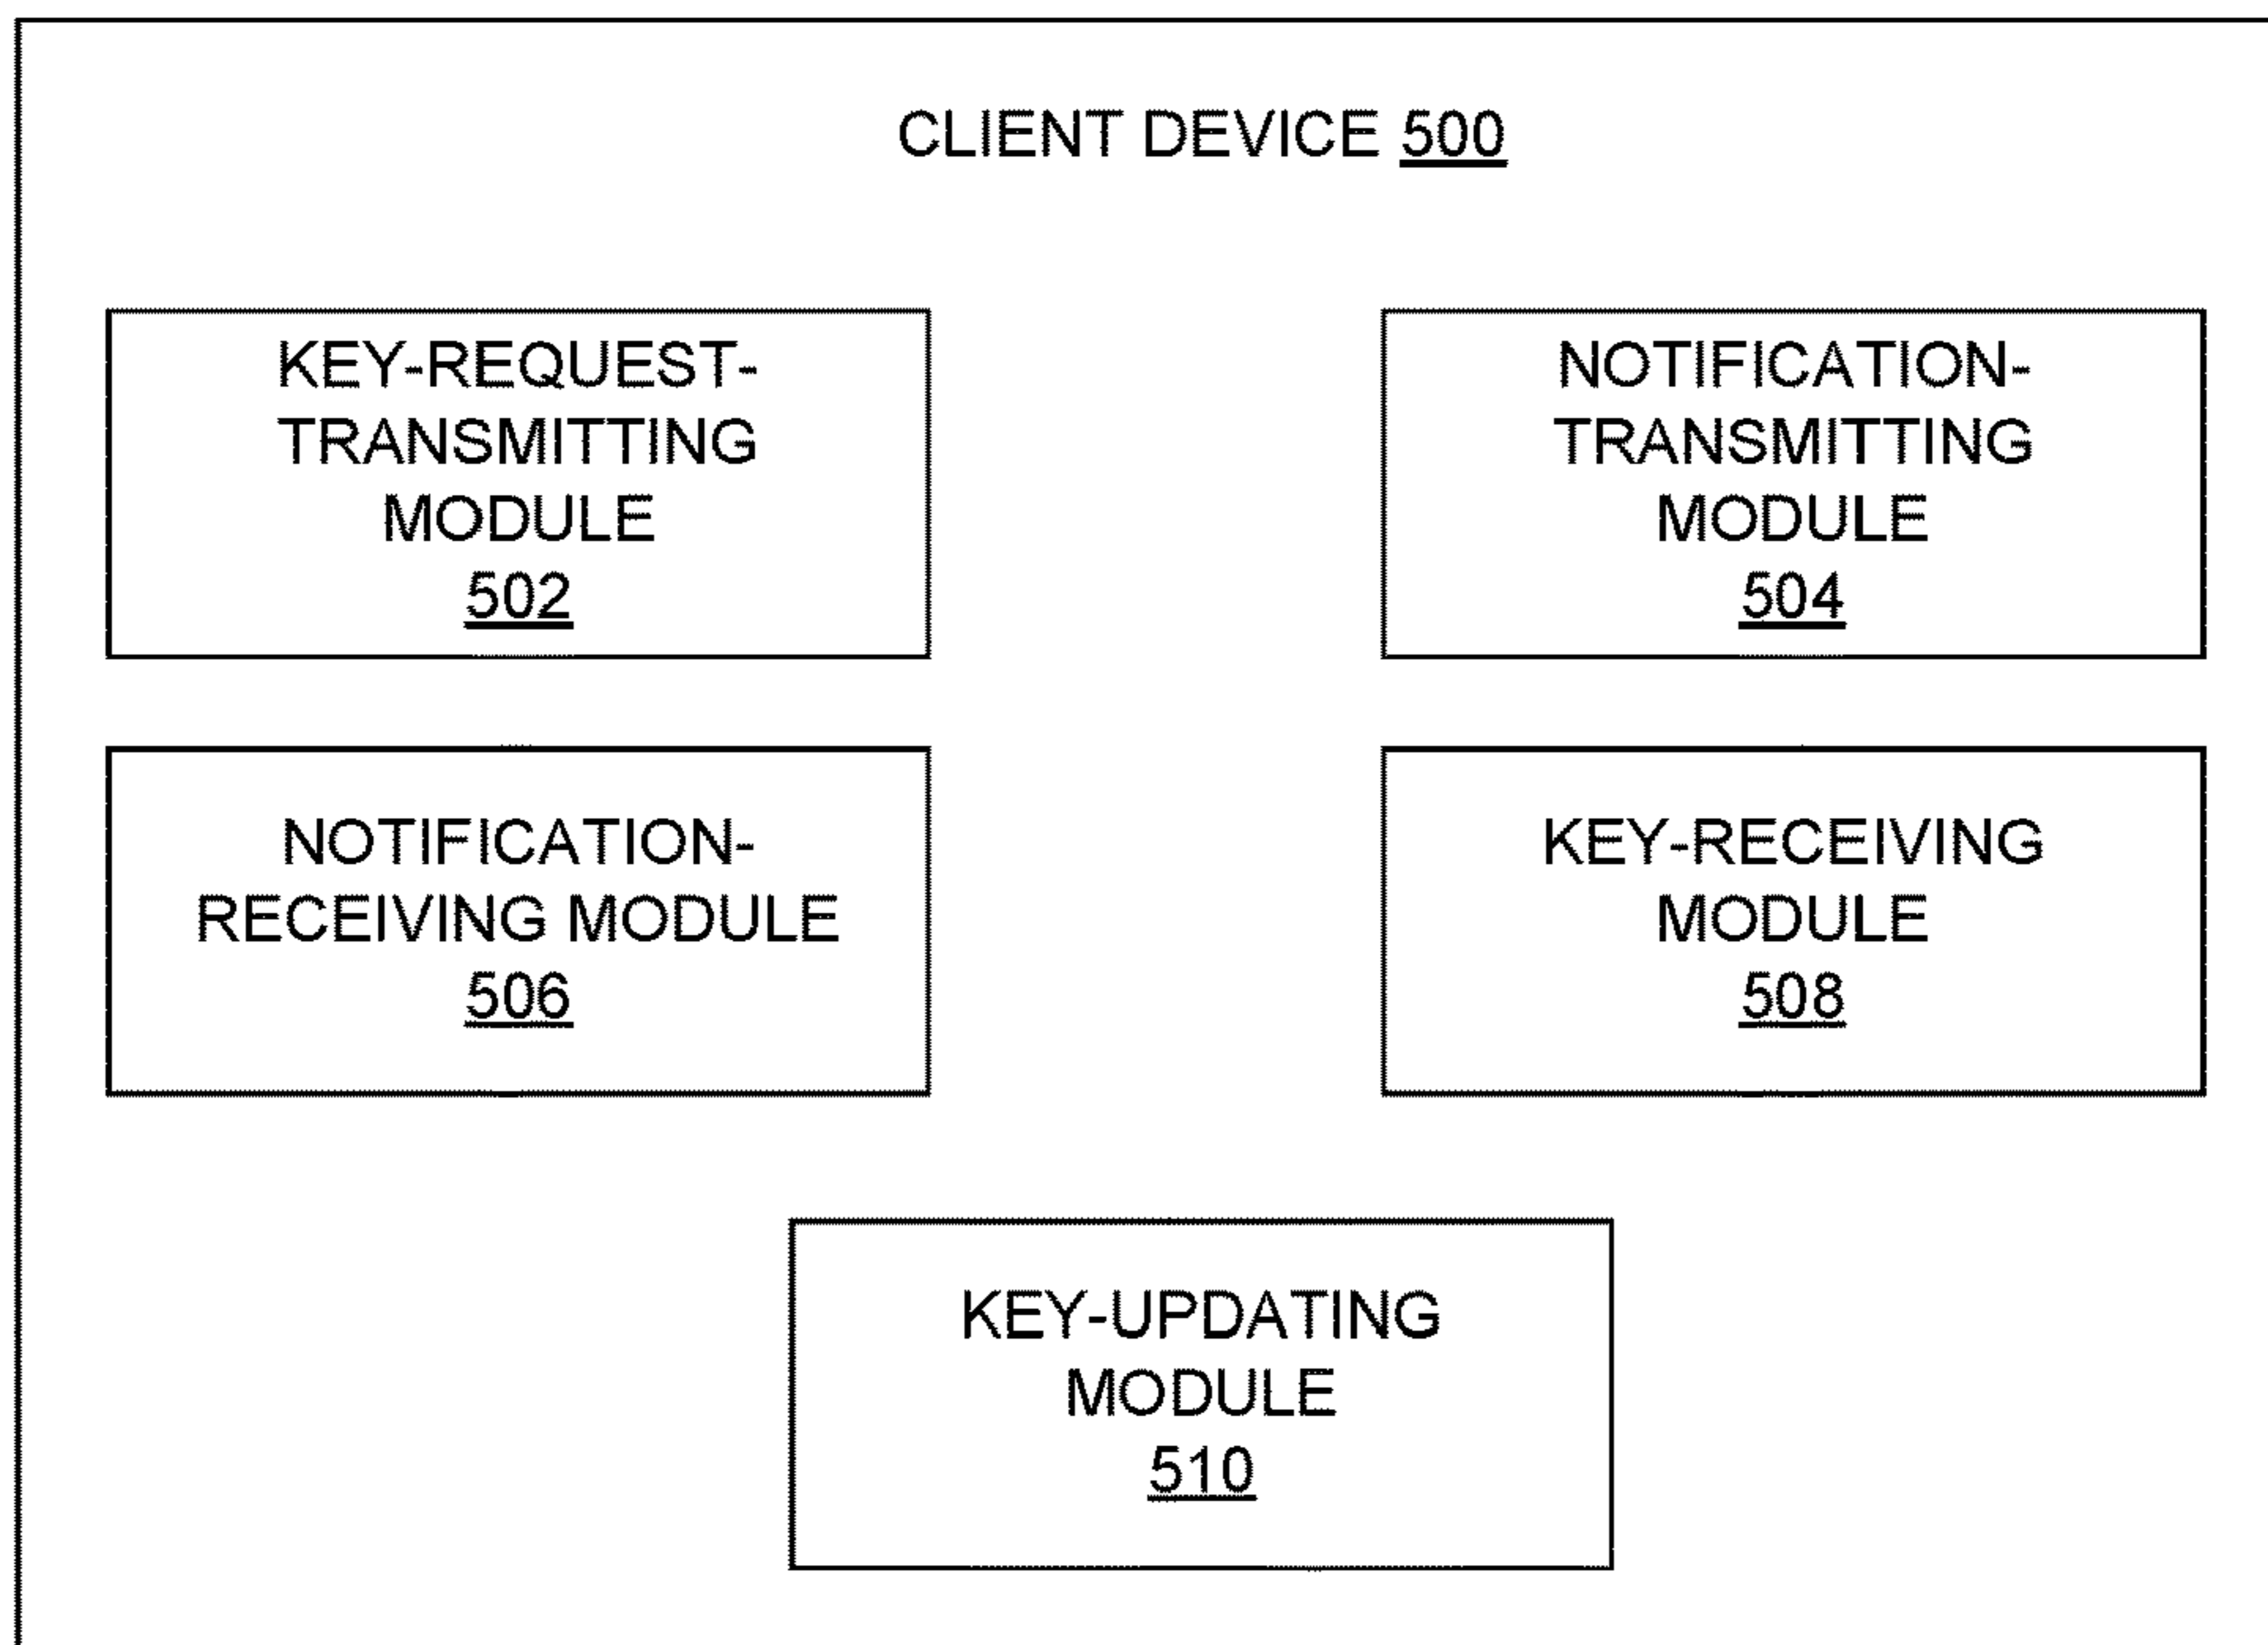 CLIENT DEVICE 500
KEY-REQUEST-
TRANSMITTING
MODULE
502
NOTIFICATION-
TRANSMITTING
MODULE
504
NOTIFICATION-
RECEIVING MODULE
506
KEY-RECEIVING
MODULE
508
KEY-UPDATING
MODULE
510